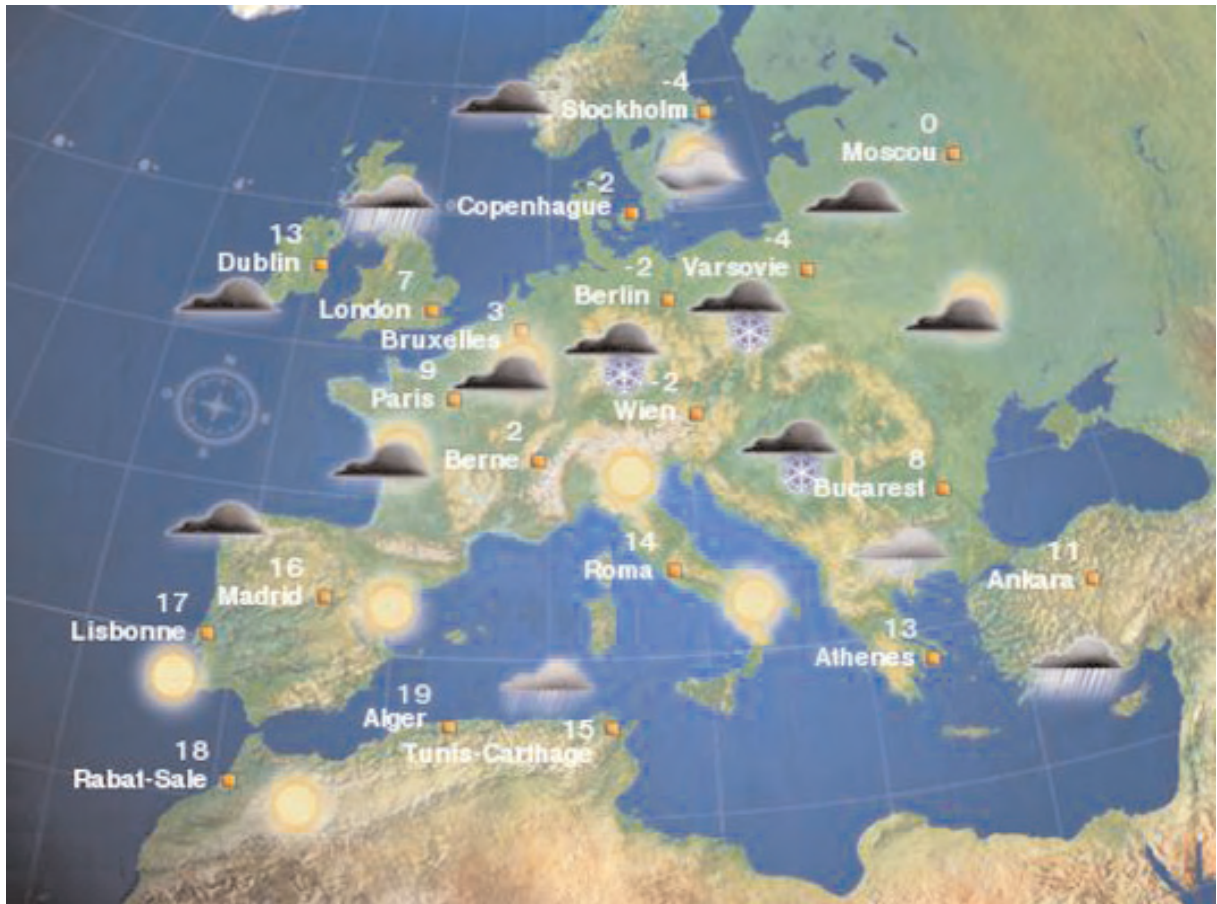 -4
Stockholm
0
Moscou
-2
Copenhague
13
Dublin
-4
Varsovie
-2
Berlin
7
London
3
Bruxelles
9
Paris
-2
Wien
2
Berne
8
Bucarest
14
Roma
11
Ankara
16
Madrid
17
Lisbonne
13
Athenes
19
Alger
15
Tunis-Carthage
18
Rabat-Sale